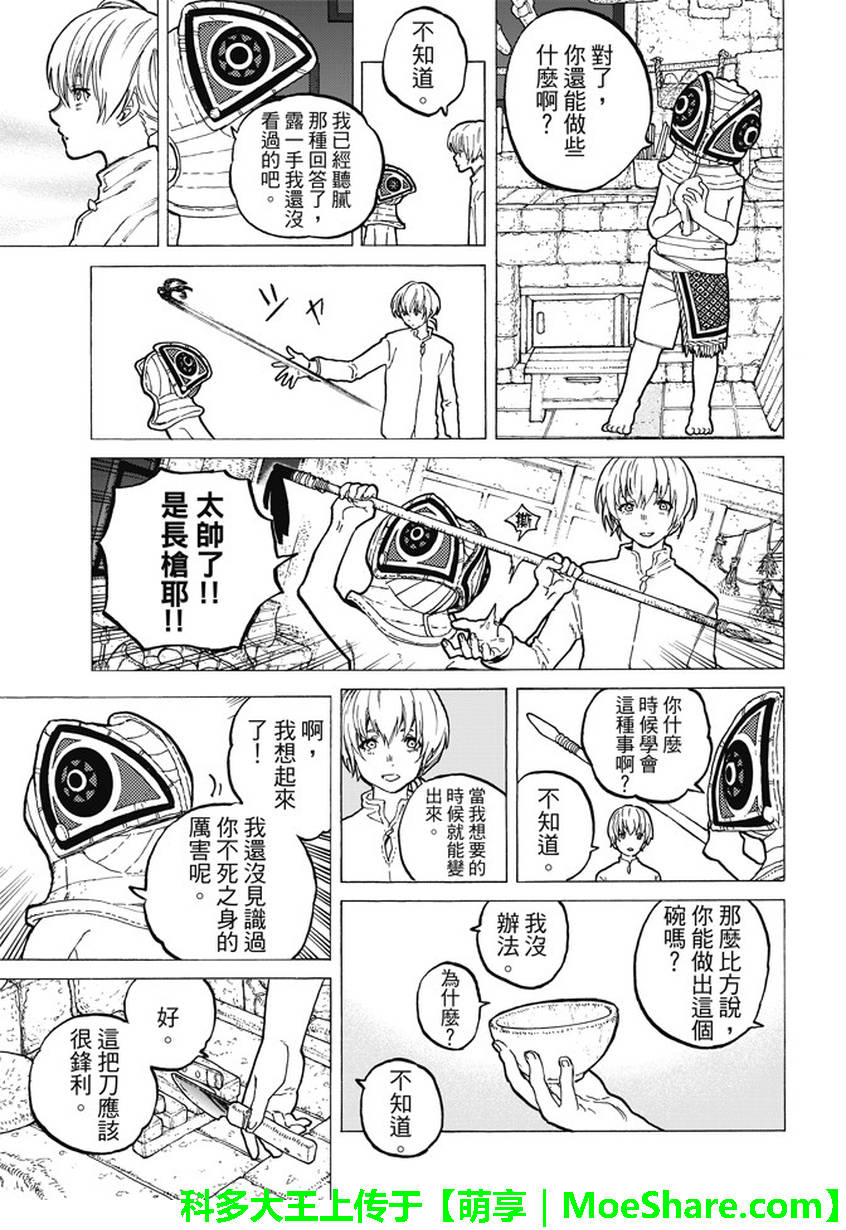 對了，
你還能做些
什麼啊？
不知道。
我已經聽膩
那種回答了，
露一手我還沒
看過的吧。
ツャ
撕
太帥了!!
是長槍耶!!
你什麼
時候學會
這種事啊？
不知道。
當我想要的
時候就能變
出來。
啊，
我想起來
了！
我還沒見識過
你不死之身的
厲害呢。
那麼比方說，
你能做出這個
碗嗎？
我沒
辦法。
為什麼？
不知道。
好。
這把刀應該
很鋒利。
科多大王上传于【萌享｜MoeShare.com】